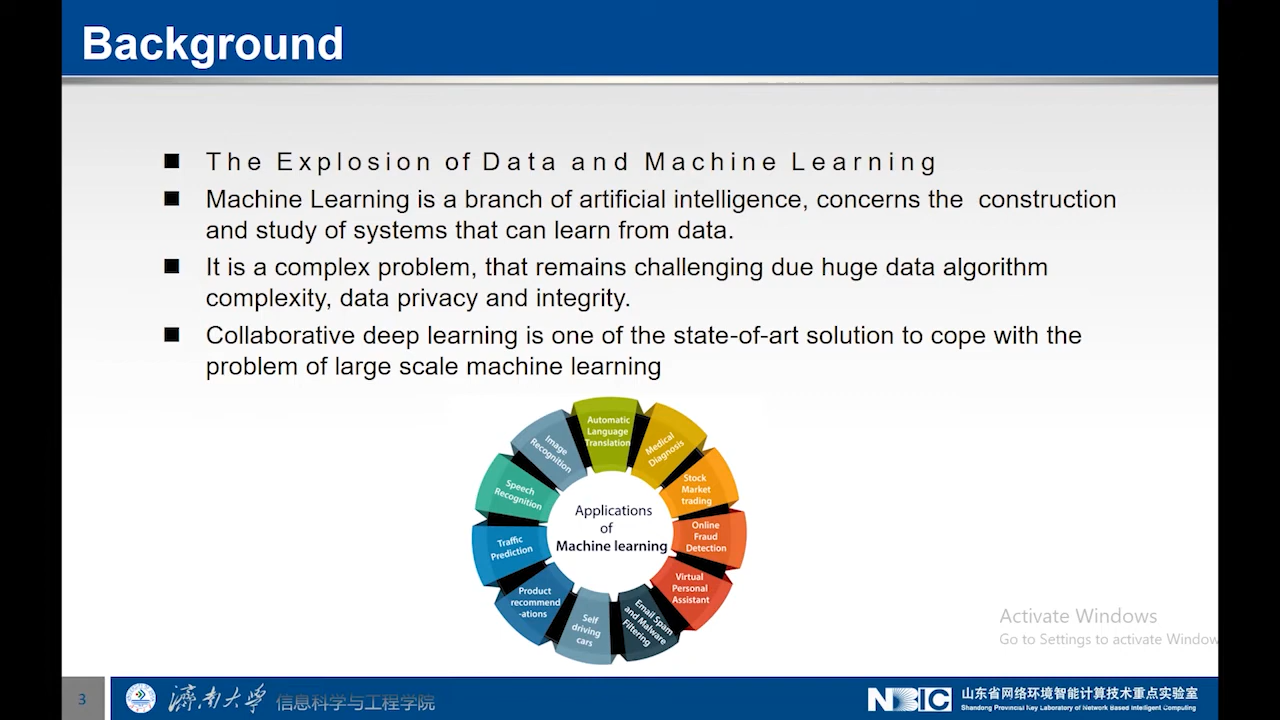 Background
The Explosion of Data and Machine Learning
Machine Learning is a branch of artificial intelligence, concerns the construction
and study of systems that can learn from data.
It is a complex problem, that remains challenging due huge data algorithm
complexity, data privacy and integrity.
Collaborative deep learning is one of the state-of-art solution to cope with the
problem of large scale machine learning
Automatic
Language
Translation
Medical
Diagnosis
Stock
Market
trading
Online
Fraud
Detection
Virtual
Personal
Assistant
Email Spam
and Malware
Filtering
Self
driving
cars
Product
recommend
-ations
Traffic
Prediction
Speech
Recognition
Image
Recognition
Applications
of
Machine learning
Activate Windows
Go to Settings to activate Window
3
濟南大學 信息科学与工程学院
NBIC
山东省网络环境智能计算技术重点实验室
Shandong Provincial Key Laboratory of Network Based Intelligent Computing